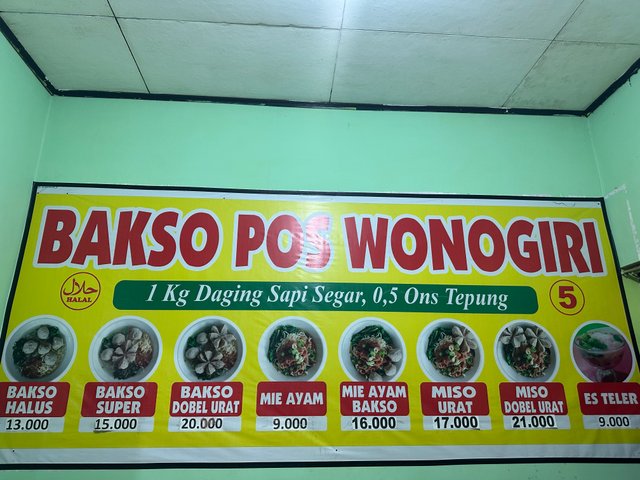 BAKSO POS WONOGIRI
حلال
HALAL
1 Kg Daging Sapi Segar, 0,5 Ons Tepung
5
BAKSO
HALUS
13.000
BAKSO
SUPER
15.000
BAKSO
DOBEL URAT
20.000
MIE AYAM
9.000
MIE AYAM
BAKSO
16.000
MISO
URAT
17.000
MISO
DOBEL URAT
21.000
ES TELER
9.000